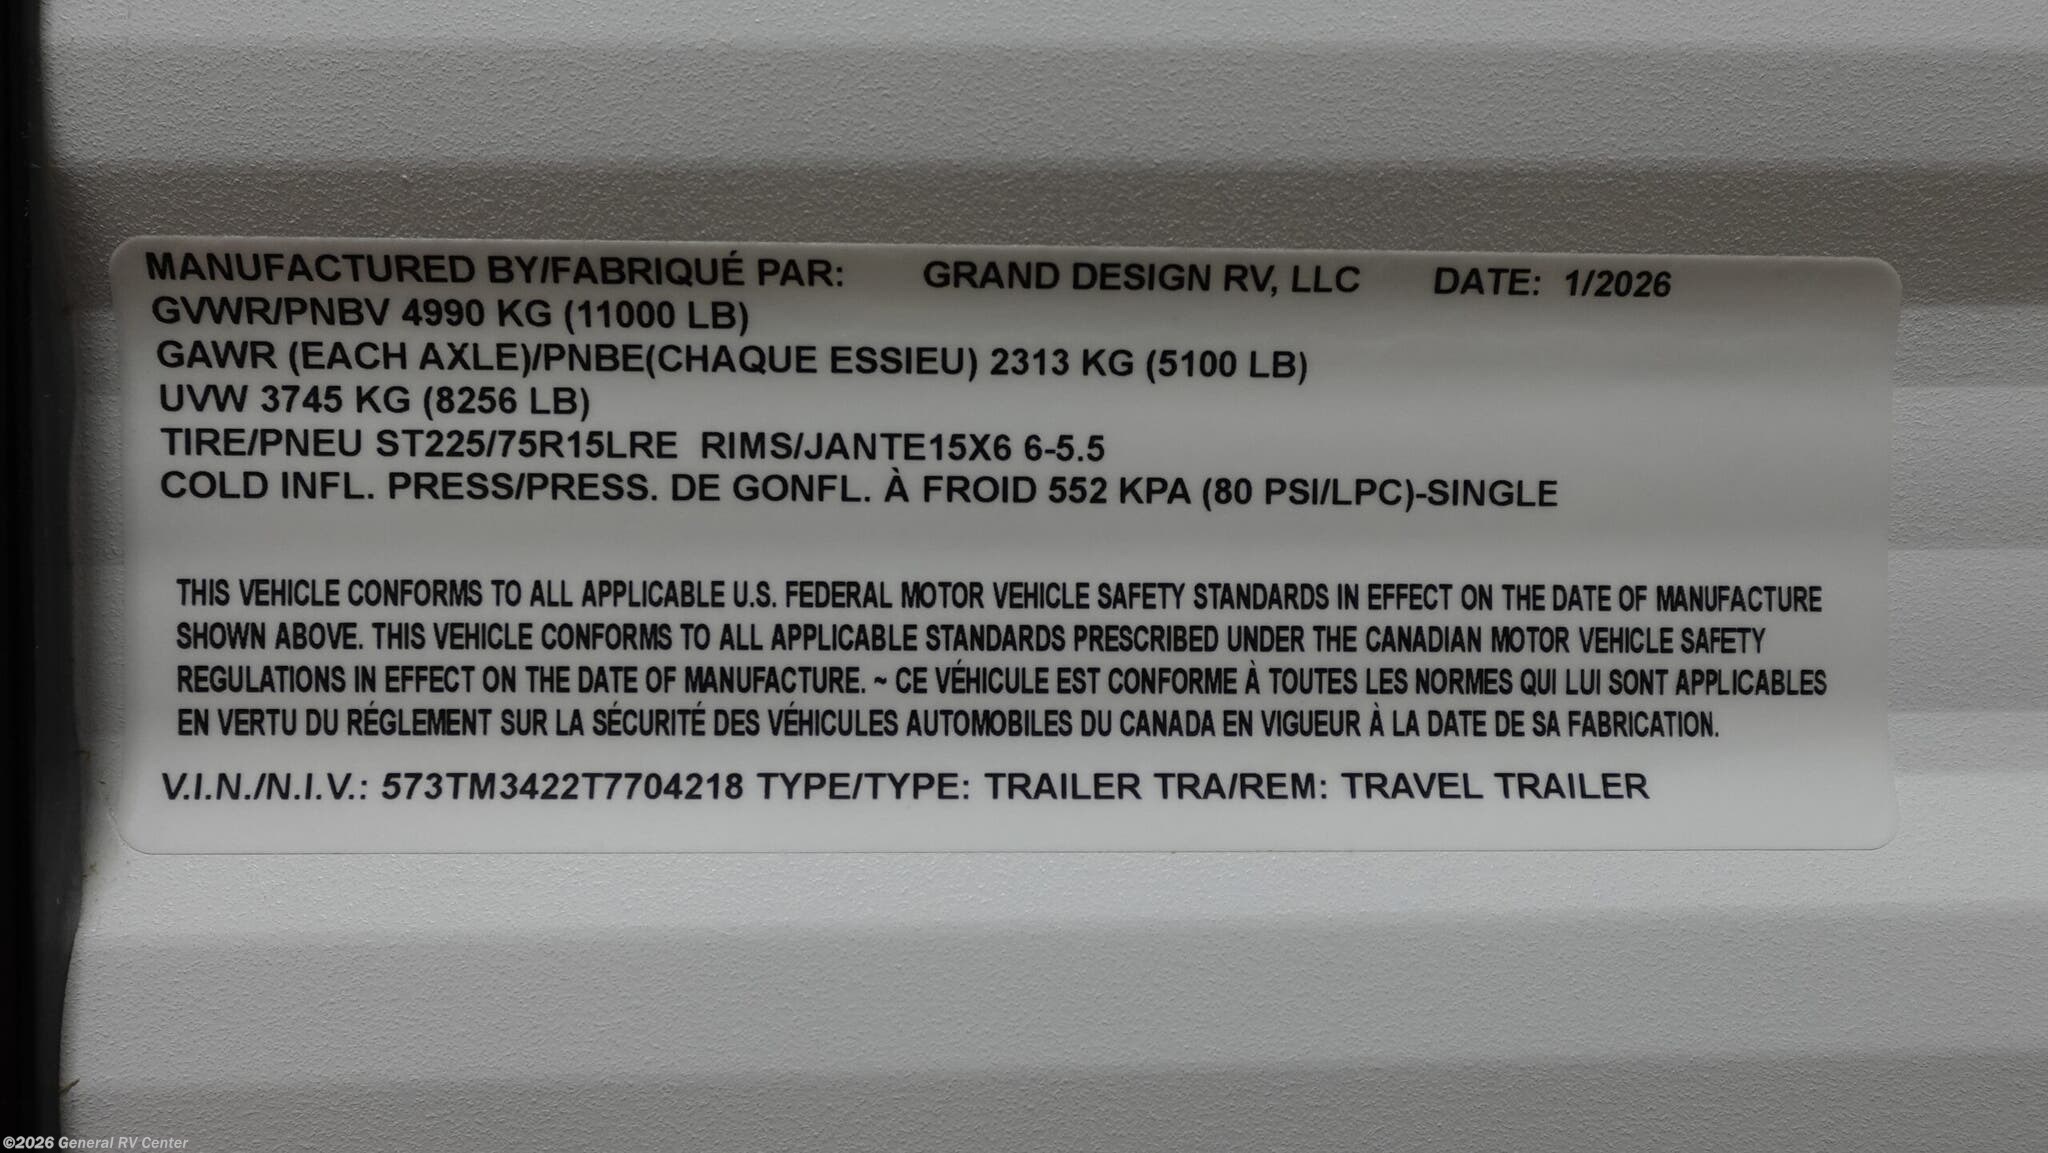 MANUFACTURED BY/FABRIQUÉ PAR: GRAND DESIGN RV, LLC DATE: 1/2026
GVWR/PNBV 4990 KG (11000 LB)
GAWR (EACH AXLE)/PNBE(CHAQUE ESSIEU) 2313 KG (5100 LB)
UVW 3745 KG (8256 LB)
TIRE/PNEU ST225/75R15LRE RIMS/JANTE15X6 6-5.5
COLD INFL. PRESS/PRESS. DE GONFL. À FROID 552 KPA (80 PSI/LPC)-SINGLE
THIS VEHICLE CONFORMS TO ALL APPLICABLE U.S. FEDERAL MOTOR VEHICLE SAFETY STANDARDS IN EFFECT ON THE DATE OF MANUFACTURE
SHOWN ABOVE. THIS VEHICLE CONFORMS TO ALL APPLICABLE STANDARDS PRESCRIBED UNDER THE CANADIAN MOTOR VEHICLE SAFETY
REGULATIONS IN EFFECT ON THE DATE OF MANUFACTURE. ~ CE VÉHICULE EST CONFORME À TOUTES LES NORMES QUI LUI SONT APPLICABLES
EN VERTU DU RÉGLEMENT SUR LA SÉCURITÉ DES VÉHICULES AUTOMOBILES DU CANADA EN VIGUEUR À LA DATE DE SA FABRICATION.
V.I.N./N.I.V.: 573TM3422T7704218 TYPE/TYPE: TRAILER TRA/REM: TRAVEL TRAILER
©2026 General RV Center